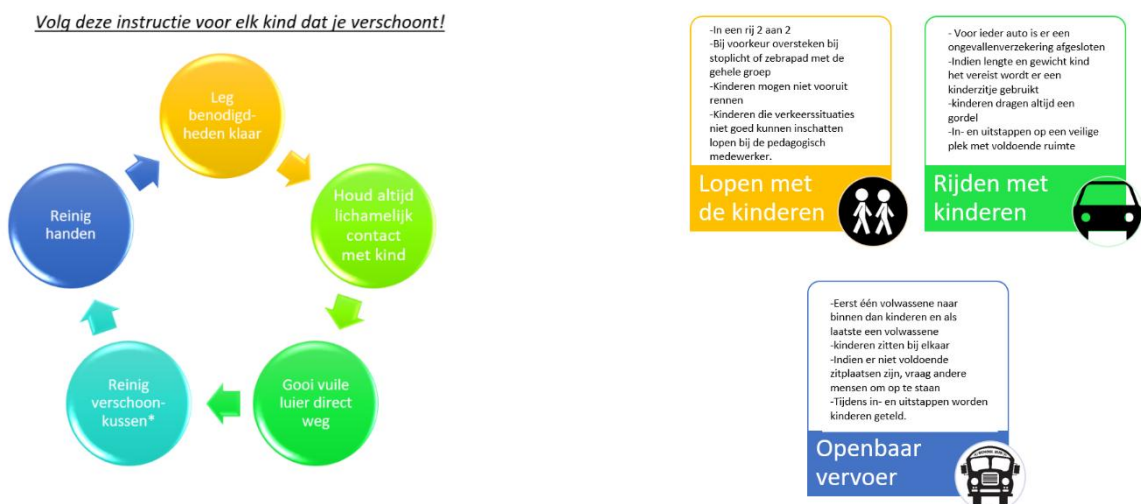 Volg deze instructie voor elk kind dat je verschoont!
Leg
benodigd-
heden klaar
Houd altijd
lichamelijk
contact
met kind
Gooi vuile
luier direct
weg
Reinig
verschoon-
kussen*
Reinig
handen
-In een rij 2 aan 2
-Bij voorkeur oversteken bij
stoplicht of zebrapad met de
gehele groep
-Kinderen mogen niet vooruit
rennen
-Kinderen die verkeerssituaties
niet goed kunnen inschatten
lopen bij de pedagogisch
medewerker.
Lopen met
de kinderen
- Voor ieder auto is er een
ongevallenverzekering afgesloten
-Indien lengte en gewicht kind
het vereist wordt er een
kinderzitje gebruikt
-kinderen dragen altijd een
gordel
-In- en uitstappen op een veilige
plek met voldoende ruimte
Rijden met
kinderen
-Eerst één volwassene naar
binnen dan kinderen en als
laatste een volwassene
-kinderen zitten bij elkaar
-Indien er niet voldoende
zitplaatsen zijn, vraag andere
mensen om op te staan
-Tijdens in- en uitstappen worden
kinderen geteld.
Openbaar
vervoer